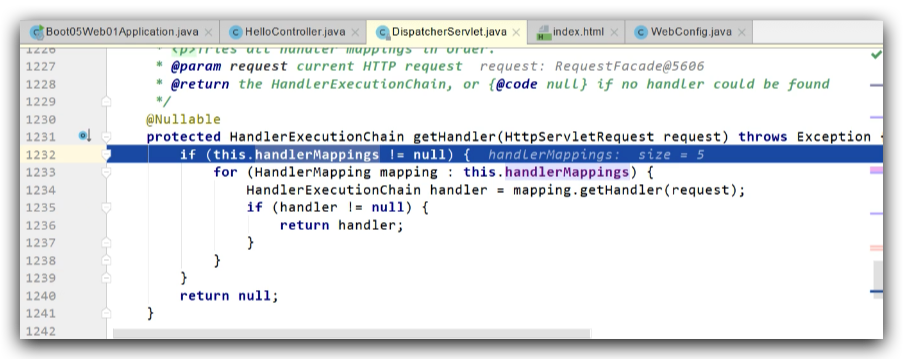 Boot05Web01Application.java × HelloController.java × DispatcherServlet.java × index.html × WebConfig.java ×
1226 * <p>Tries all handler mappings in order.
1227 * @param request current HTTP request request: RequestFacade@5606
1228 * @return the HandlerExecutionChain, or {@code null} if no handler could be found
1229 */
1230 @Nullable
1231 protected HandlerExecutionChain getHandler(HttpServletRequest request) throws Exception {
1232 if (this.handlerMappings != null) { handlerMappings: size = 5
1233 for (HandlerMapping mapping : this.handlerMappings) {
1234 HandlerExecutionChain handler = mapping.getHandler(request);
1235 if (handler != null) {
1236 return handler;
1237 }
1238 }
1239 }
1240 return null;
1241 }
1242